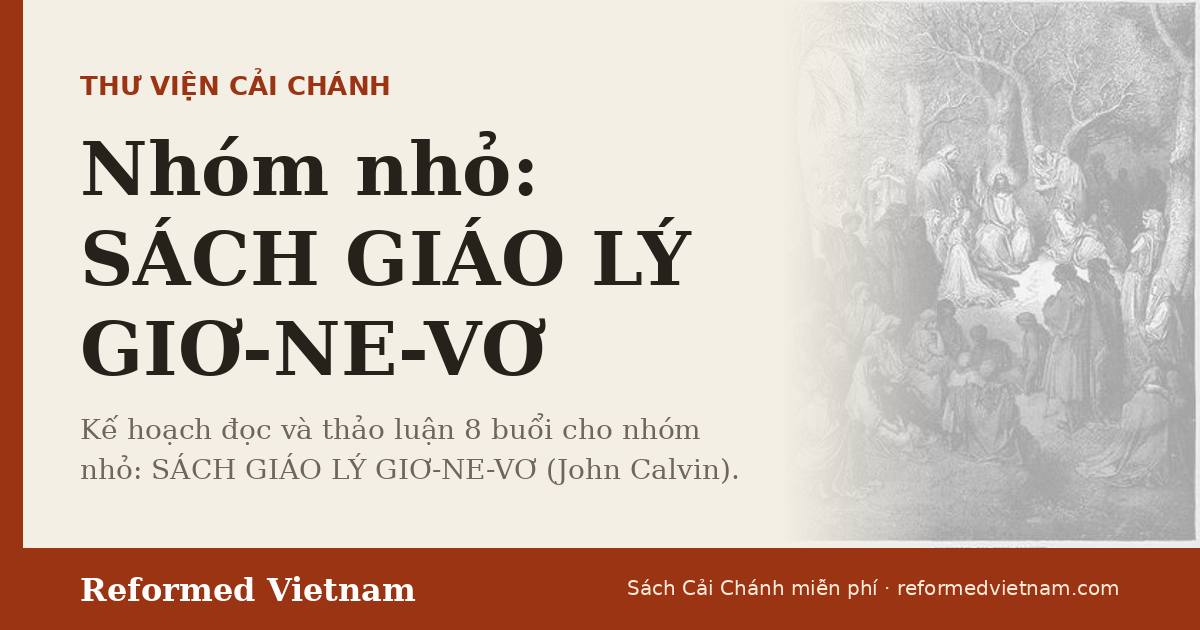 THƯ VIỆN CẢI CHÁNH
Nhóm nhỏ:
SÁCH GIÁO LÝ
GIƠ-NE-VƠ
Kế hoạch đọc và thảo luận 8 buổi cho nhóm
nhỏ: SÁCH GIÁO LÝ GIƠ-NE-VƠ (John Calvin).
Reformed Vietnam
Sách Cải Chánh miễn phí · reformedvietnam.com